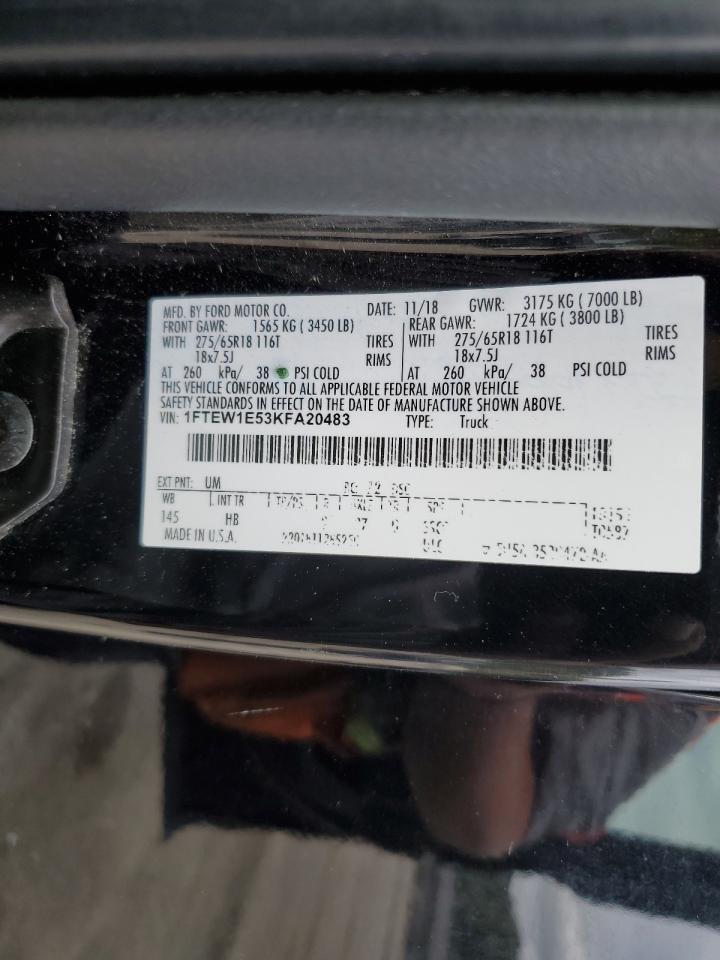 MFD. BY FORD MOTOR CO. DATE: 11/18 GVWR: 3175 KG ( 7000 LB)
FRONT GAWR: 1565 KG ( 3450 LB) REAR GAWR: 1724 KG ( 3800 LB)
WITH 275/65R18 116T TIRES WITH 275/65R18 116T TIRES
18x7.5J RIMS 18x7.5J RIMS
AT 260 kPa/ 38 PSI COLD AT 260 kPa/ 38 PSI COLD
THIS VEHICLE CONFORMS TO ALL APPLICABLE FEDERAL MOTOR VEHICLE
SAFETY STANDARDS IN EFFECT ON THE DATE OF MANUFACTURE SHOWN ABOVE.
VIN: 1FTEW1E53KFA20483 TYPE: Truck
EXT PNT: UM
WB INT TR
145 HB
MADE IN U.S.A.